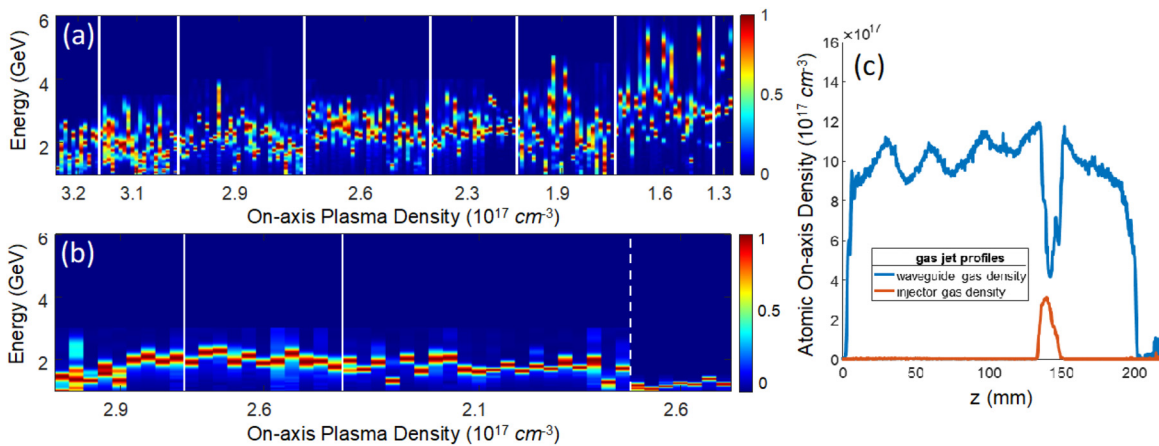 (a)
Energy (GeV)
6
4
2
3.2 3.1 2.9 2.6 2.3 1.9 1.6 1.3
On-axis Plasma Density (10¹⁷ cm⁻³)
1
0.5
0
(b)
Energy (GeV)
6
4
2
2.9 2.6 2.1 2.6
On-axis Plasma Density (10¹⁷ cm⁻³)
1
0.5
0
×10¹⁷
(c)
Atomic On-axis Density (10¹⁷ cm⁻³)
16
14
12
10
8
6
4
2
0
gas jet profiles
waveguide gas density
injector gas density
0 50 100 150 200
z (mm)